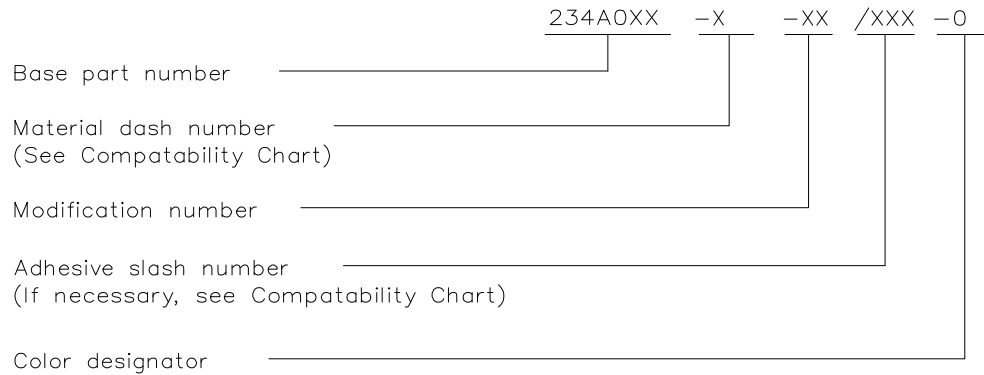 234A0XX -X -XX /XXX -0
Base part number
Material dash number
(See Compatability Chart)
Modification number
Adhesive slash number
(If necessary, see Compatability Chart)
Color designator